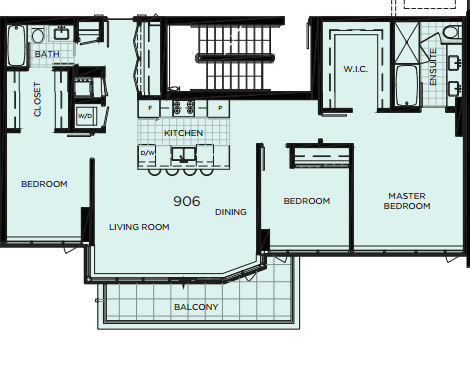 BATH
ENSUITE
W.I.C.
CLOSET
W/D
F
P
KITCHEN
D/W
BEDROOM
906
LIVING ROOM
DINING
BEDROOM
MASTER
BEDROOM
BALCONY